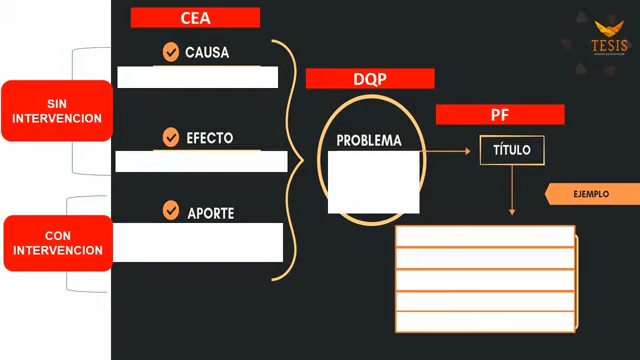 CEA
CAUSA
SIN
INTERVENCION
EFECTO
CON
INTERVENCION
APORTE
DQP
PROBLEMA
PF
TÍTULO
EJEMPLO
TESIS